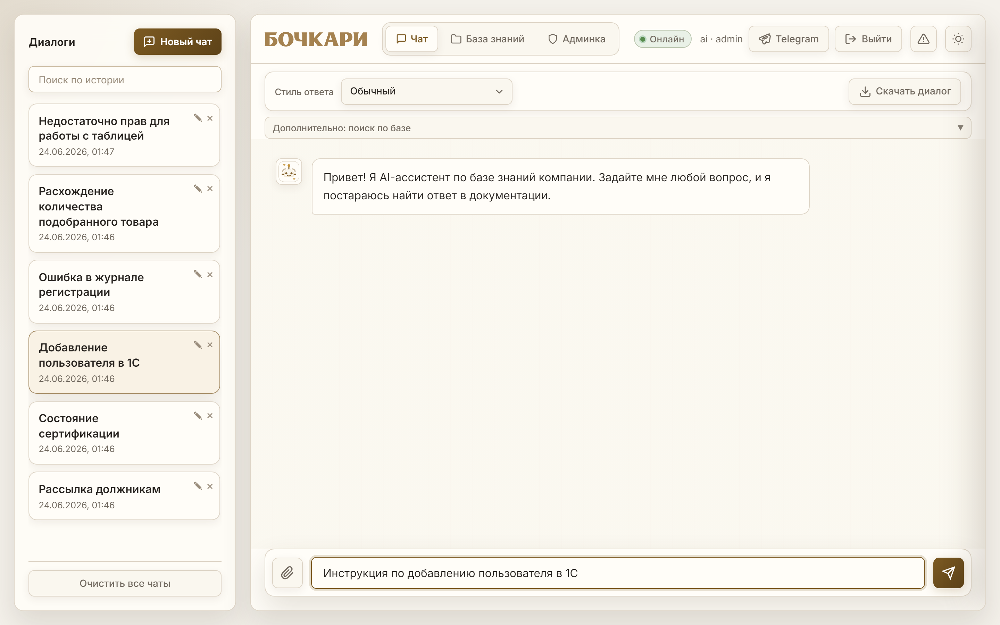 Диалоги
Новый чат
Поиск по истории
Недостаточно прав для
работы с таблицей
24.06.2026, 01:47
Расхождение
количества
подобранного товара
24.06.2026, 01:46
Ошибка в журнале
регистрации
24.06.2026, 01:46
Добавление
пользователя в 1С
24.06.2026, 01:46
Состояние
сертификации
24.06.2026, 01:46
Рассылка должникам
24.06.2026, 01:46
Очистить все чаты
БОЧКАРИ
Чат
База знаний
Админка
Онлайн
ai · admin
Telegram
Выйти
Стиль ответа
Обычный
Скачать диалог
Дополнительно: поиск по базе
Привет! Я AI-ассистент по базе знаний компании. Задайте мне любой вопрос, и я
постараюсь найти ответ в документации.
Инструкция по добавлению пользователя в 1С